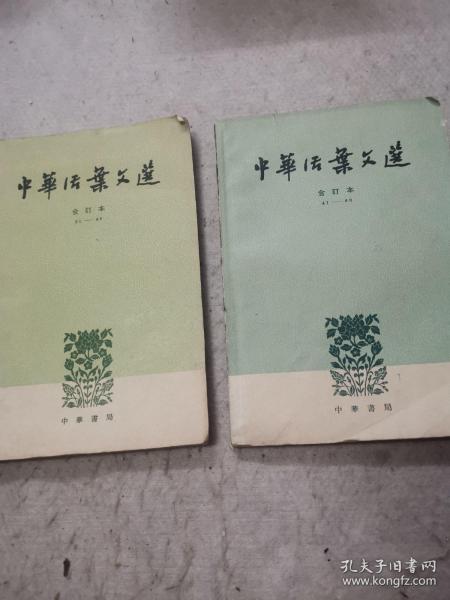 中華活葉文選
合訂本
中華書局
中華活葉文選
合訂本
41
中華書局
孔夫子旧书网
www.kongfz.com